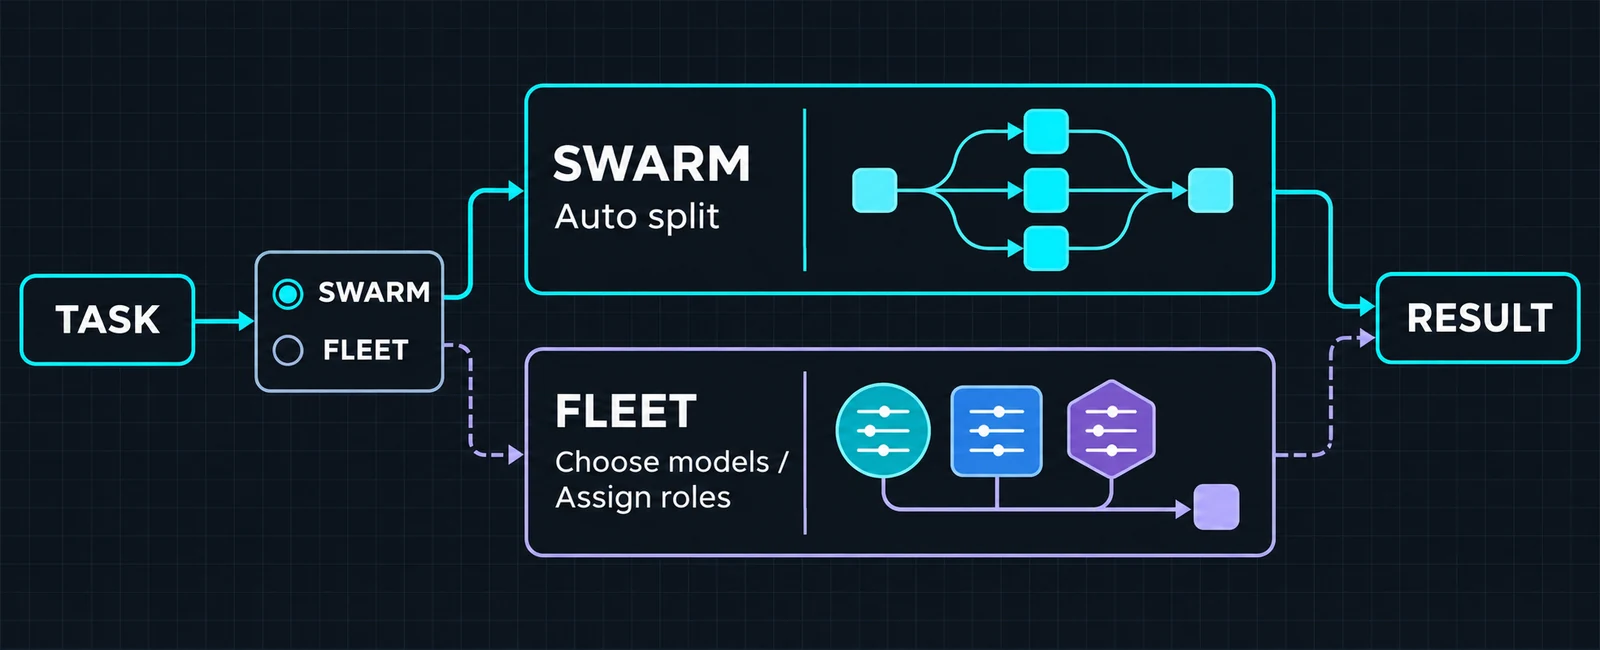 TASK
SWARM
FLEET
SWARM
Auto split
FLEET
Choose models /
Assign roles
RESULT